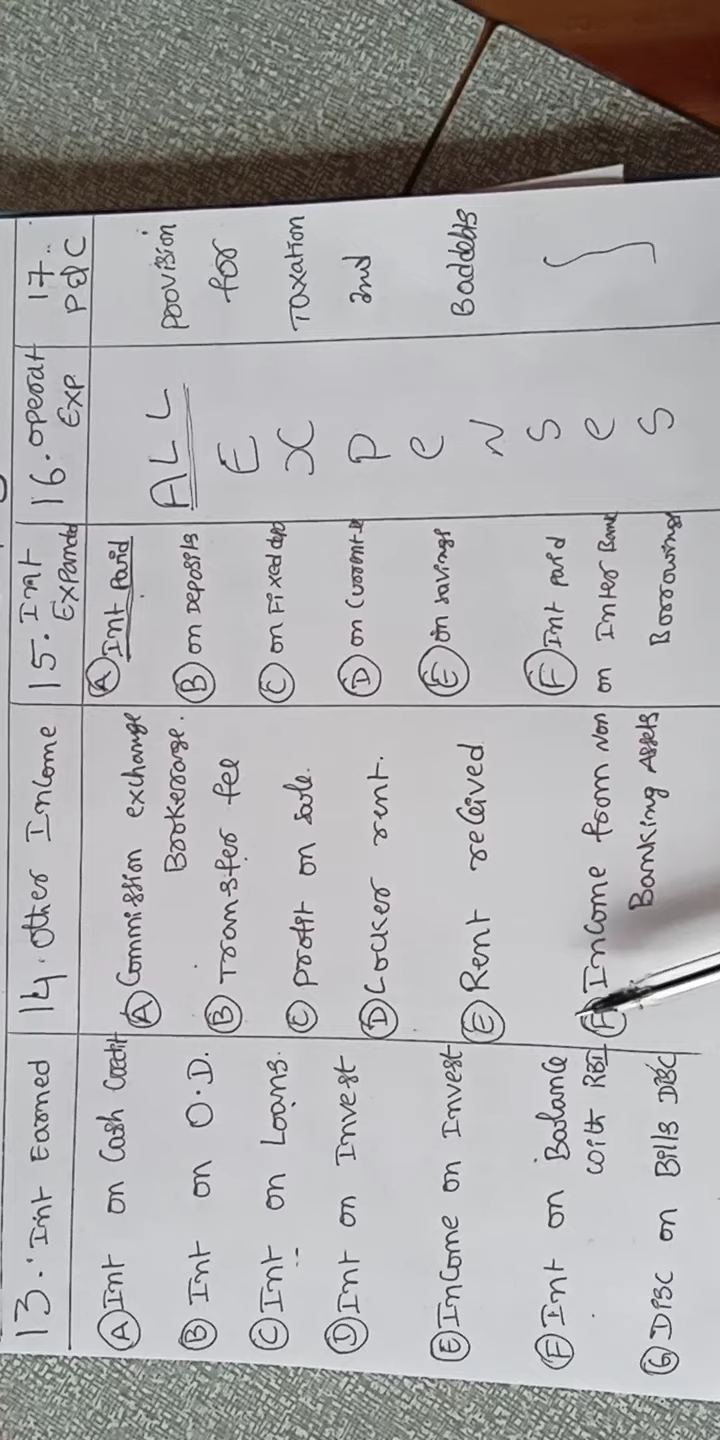 13. Int Earned
(A) Int on Cash Credit
(B) Int on O.D.
(C) Int on Loans.
(D) Int on Invest
(E) Income on Invest
(F) Int on Balance
with RBI
(G) DISC on Bills DISC
14. Other Income
(A) Commission exchange
Brokerage.
(B) Transfer fee
(C) Profit on sale.
(D) Locker rent.
(E) Rent received
(F) Income from Non
Banking Assets
15. Int
Expanded
(A) Int Paid
(B) on Deposits
(C) on Fixed dep
(D) on Current
(E) on savings
(F) Int paid
on Inter Bank
Borrowing
16. Operat
Exp.
ALL
E
X
P
e
N
S
e
S
17.
P&C
Provision
for
Taxation
and
Baddebts